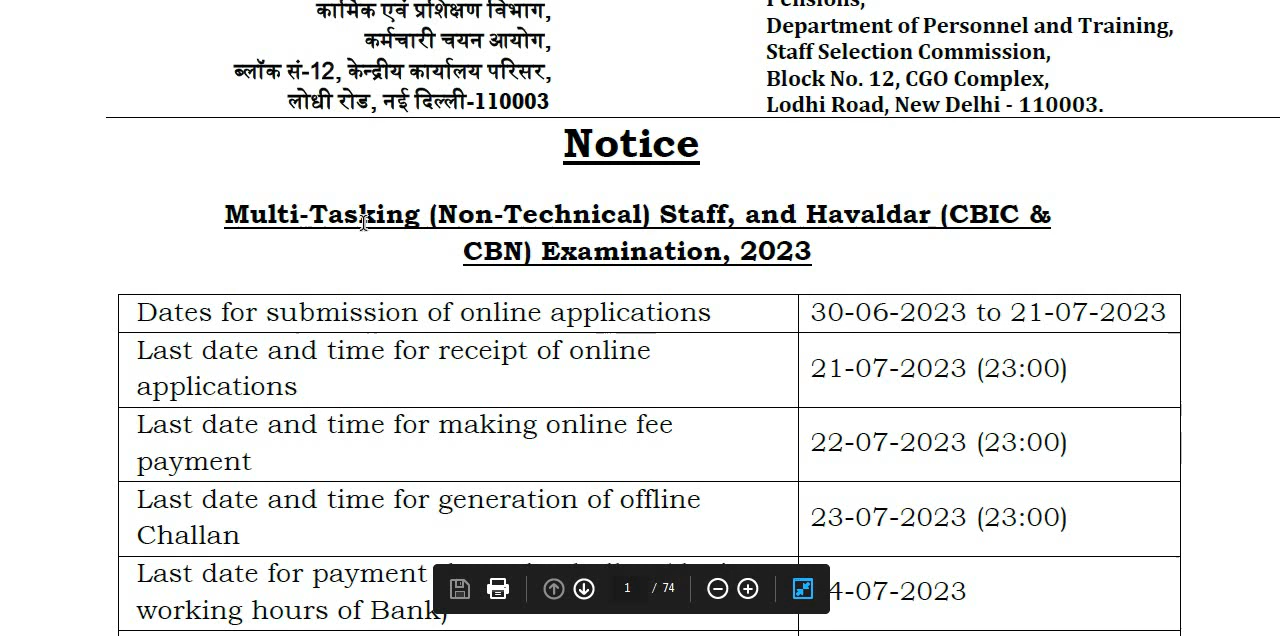 कार्मिक एवं प्रशिक्षण विभाग,
कर्मचारी चयन आयोग,
ब्लॉक सं-12, केन्द्रीय कार्यालय परिसर,
लोधी रोड, नई दिल्ली-110003
Pensions,
Department of Personnel and Training,
Staff Selection Commission,
Block No. 12, CGO Complex,
Lodhi Road, New Delhi - 110003.
Notice
Multi-Tasking (Non-Technical) Staff, and Havaldar (CBIC &
CBN) Examination, 2023
Dates for submission of online applications
30-06-2023 to 21-07-2023
Last date and time for receipt of online
applications
21-07-2023 (23:00)
Last date and time for making online fee
payment
22-07-2023 (23:00)
Last date and time for generation of offline
Challan
23-07-2023 (23:00)
Last date for payment
working hours of Bank)
4-07-2023
1 / 74